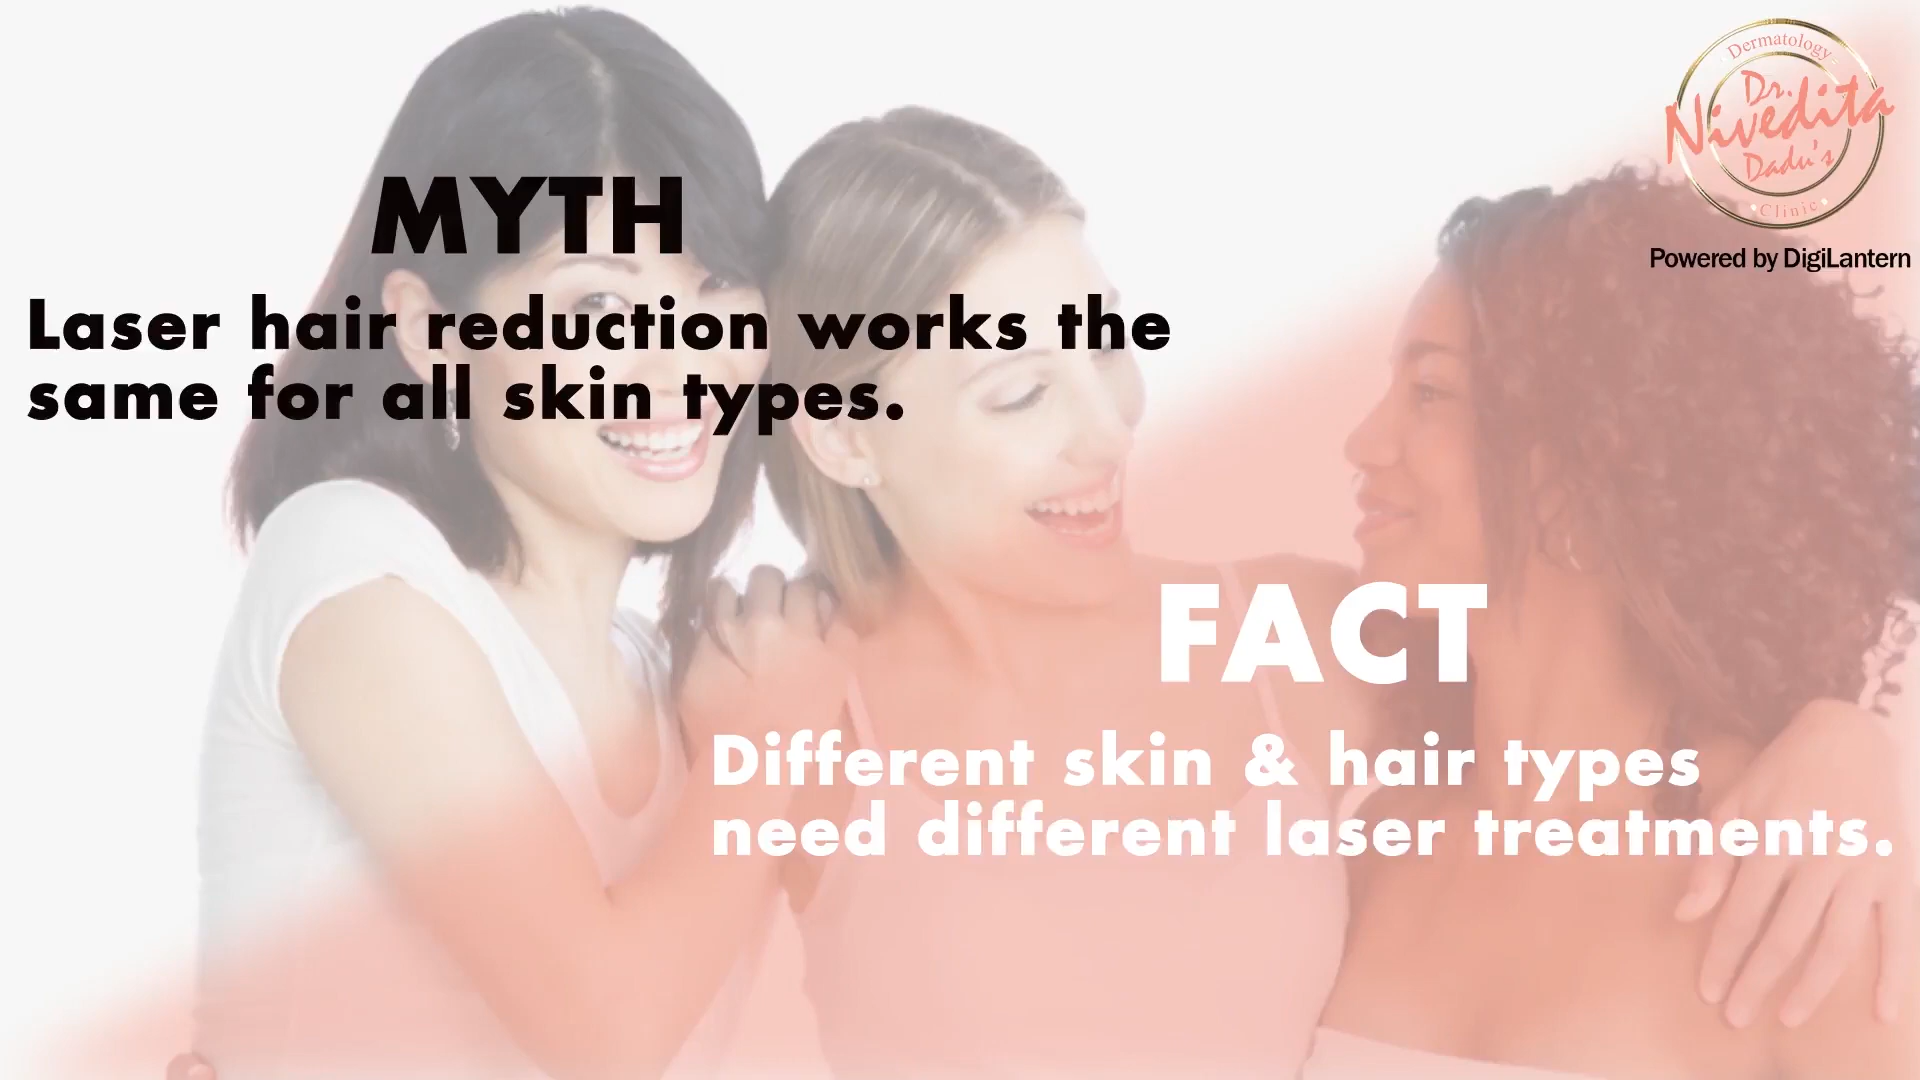 Dermatology
Dr.
Nivedita
Dadu's
Clinic
Powered by DigiLantern
MYTH
Laser hair reduction works the
same for all skin types.
FACT
Different skin & hair types
need different laser treatments.